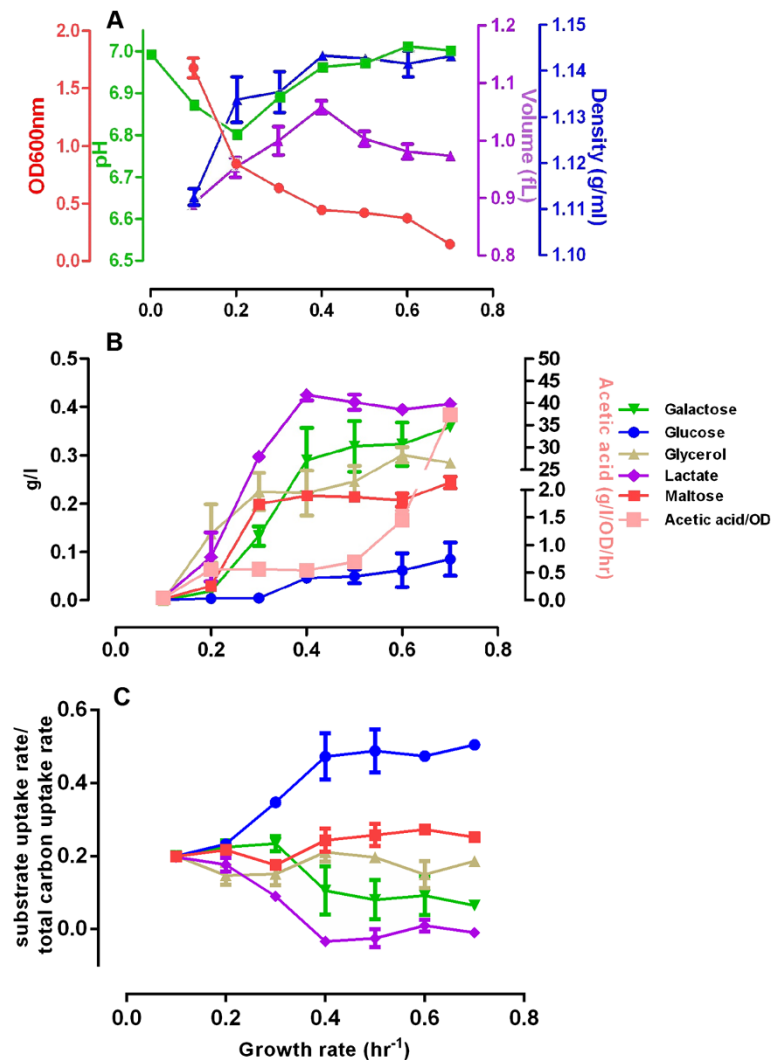 A
2.0
1.5
1.0
0.5
0.0
OD600nm
7.0
6.9
6.8
6.7
6.6
6.5
pH
1.2
1.1
1.0
0.9
0.8
Volume (fL)
1.15
1.14
1.13
1.12
1.11
1.10
Density (g/ml)
0.0 0.2 0.4 0.6 0.8
B
0.5
0.4
0.3
0.2
0.1
0.0
g/l
50
45
40
35
30
25
2.0
1.5
1.0
0.5
0.0
Acetic acid (g/l/OD/hr)
Galactose
Glucose
Glycerol
Lactate
Maltose
Acetic acid/OD
0.0 0.2 0.4 0.6 0.8
C
0.6
0.4
0.2
0.0
substrate uptake rate/
total carbon uptake rate
0.0 0.2 0.4 0.6 0.8
Growth rate (hr⁻¹)